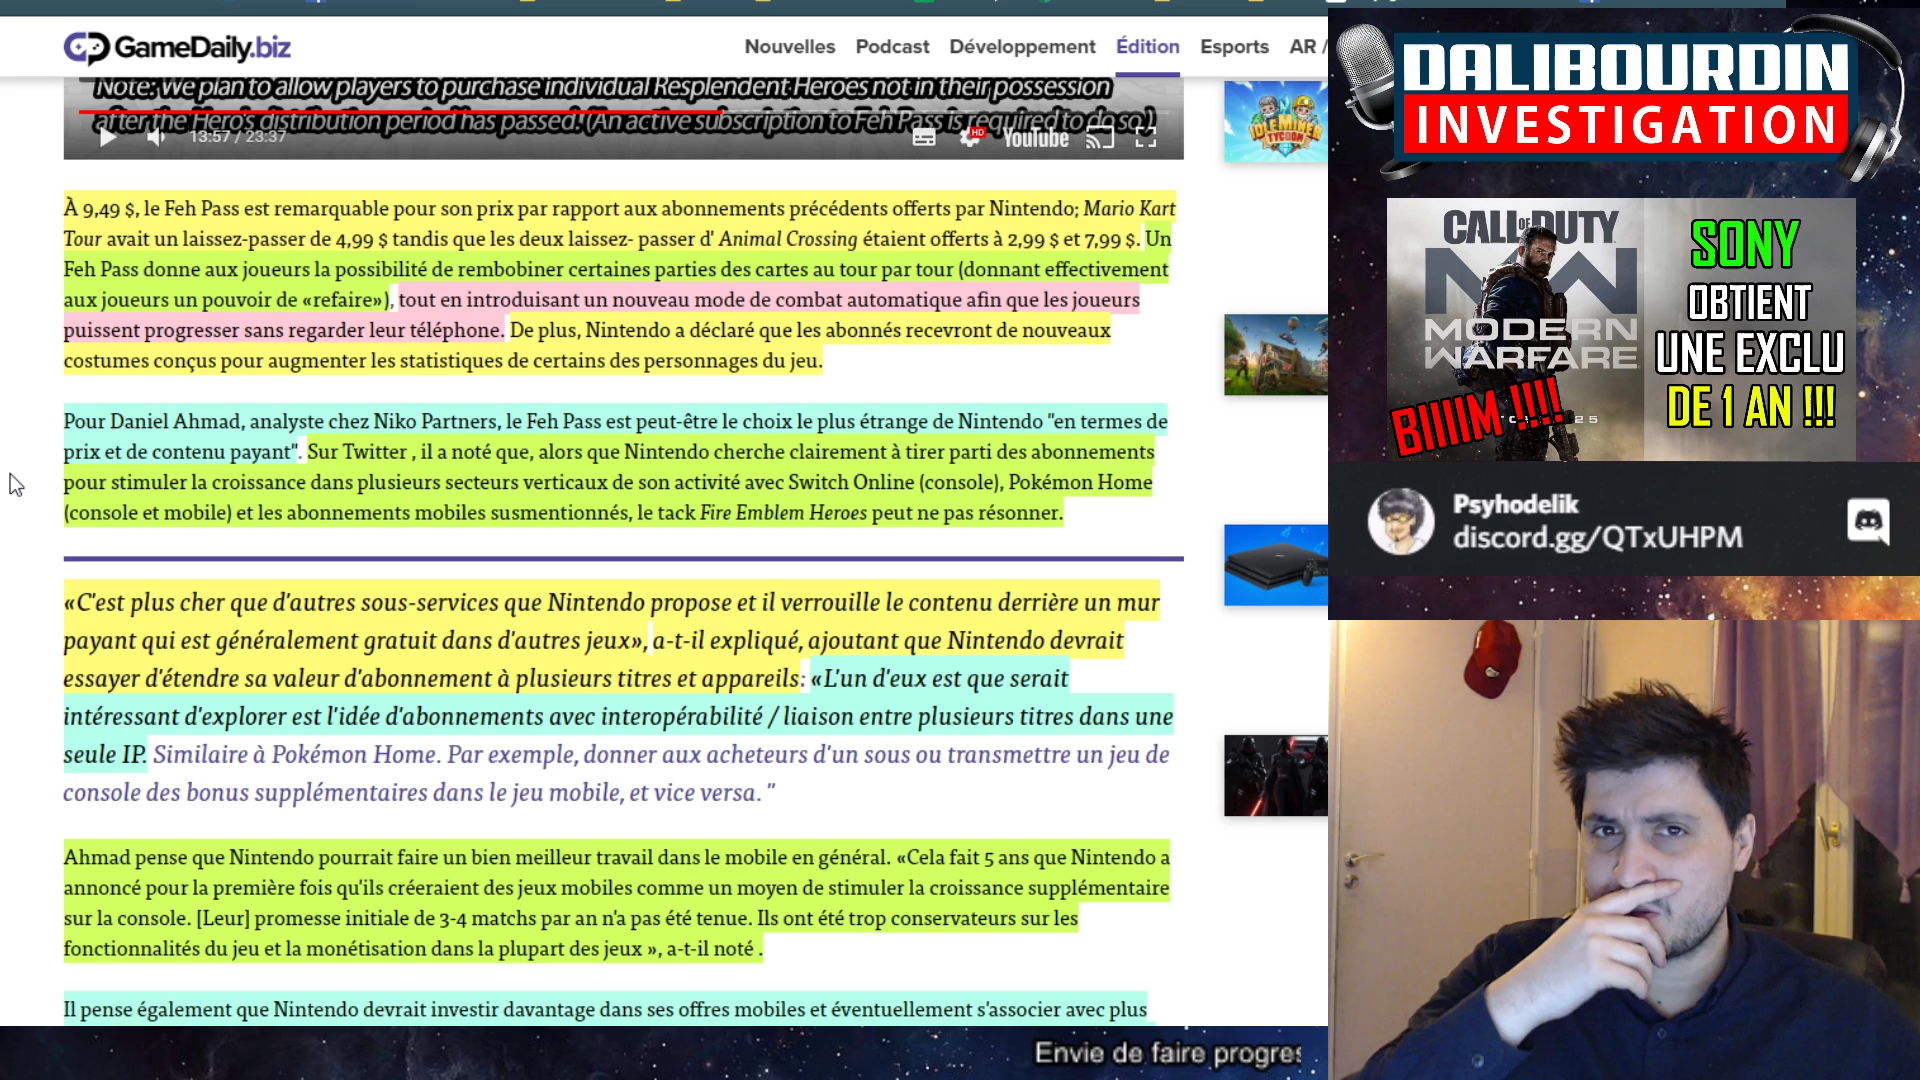 GameDaily.biz
Nouvelles Podcast Développement Édition Esports AR /
Note: We plan to allow players to purchase individual Resplendent Heroes not in their possession
after the Hero's distribution period has passed! (An active subscription to Feh Pass is required to do so.)
13:57 / 23:37
HD
YouTube
À 9,49 $, le Feh Pass est remarquable pour son prix par rapport aux abonnements précédents offerts par Nintendo; Mario Kart
Tour avait un laissez-passer de 4,99 $ tandis que les deux laissez- passer d' Animal Crossing étaient offerts à 2,99 $ et 7,99 $. Un
Feh Pass donne aux joueurs la possibilité de rembobiner certaines parties des cartes au tour par tour (donnant effectivement
aux joueurs un pouvoir de «refaire»), tout en introduisant un nouveau mode de combat automatique afin que les joueurs
puissent progresser sans regarder leur téléphone. De plus, Nintendo a déclaré que les abonnés recevront de nouveaux
costumes conçus pour augmenter les statistiques de certains des personnages du jeu.
Pour Daniel Ahmad, analyste chez Niko Partners, le Feh Pass est peut-être le choix le plus étrange de Nintendo "en termes de
prix et de contenu payant". Sur Twitter , il a noté que, alors que Nintendo cherche clairement à tirer parti des abonnements
pour stimuler la croissance dans plusieurs secteurs verticaux de son activité avec Switch Online (console), Pokémon Home
(console et mobile) et les abonnements mobiles susmentionnés, le tack Fire Emblem Heroes peut ne pas résonner.
«C'est plus cher que d'autres sous-services que Nintendo propose et il verrouille le contenu derrière un mur
payant qui est généralement gratuit dans d'autres jeux», a-t-il expliqué, ajoutant que Nintendo devrait
essayer d'étendre sa valeur d'abonnement à plusieurs titres et appareils: «L'un d'eux est que serait
intéressant d'explorer est l'idée d'abonnements avec interopérabilité / liaison entre plusieurs titres dans une
seule IP. Similaire à Pokémon Home. Par exemple, donner aux acheteurs d'un sous ou transmettre un jeu de
console des bonus supplémentaires dans le jeu mobile, et vice versa. "
Ahmad pense que Nintendo pourrait faire un bien meilleur travail dans le mobile en général. «Cela fait 5 ans que Nintendo a
annoncé pour la première fois qu'ils créeraient des jeux mobiles comme un moyen de stimuler la croissance supplémentaire
sur la console. [Leur] promesse initiale de 3-4 matchs par an n'a pas été tenue. Ils ont été trop conservateurs sur les
fonctionnalités du jeu et la monétisation dans la plupart des jeux », a-t-il noté .
Il pense également que Nintendo devrait investir davantage dans ses offres mobiles et éventuellement s'associer avec plus
IDLE MINER
TYCOON
DALIBOURDIN
INVESTIGATION
CALL OF DUTY
MW
MODERN
WARFARE
BIIIIM !!!!
SONY
OBTIENT
UNE EXCLU
DE 1 AN !!!
Psyhodelik
discord.gg/QTxUHPM
Envie de faire progres